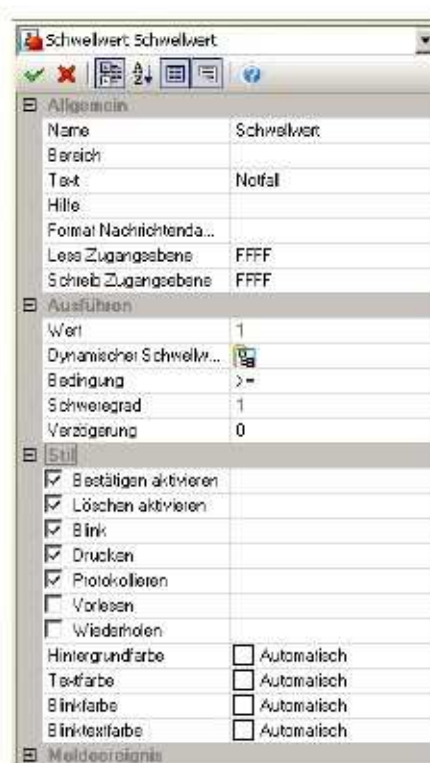 Schwellwert Schwellwert
Allgemein
Name Schwellwert
Bereich
Text Notfall
Hilfe
Format Nachrichtenda...
Lese Zugangsebene FFFF
Schreib Zugangsebene FFFF
Ausführen
Wert 1
Dynamischer Schwellw...
Bedingung >=
Schweregrad 1
Verzögerung 0
Stil
Bestätigen aktivieren
Löschen aktivieren
Blink
Drucken
Protokollieren
Vorlesen
Wiederholen
Hintergrundfarbe Automatisch
Textfarbe Automatisch
Blinkfarbe Automatisch
Blinktextfarbe Automatisch
Meldeereignis